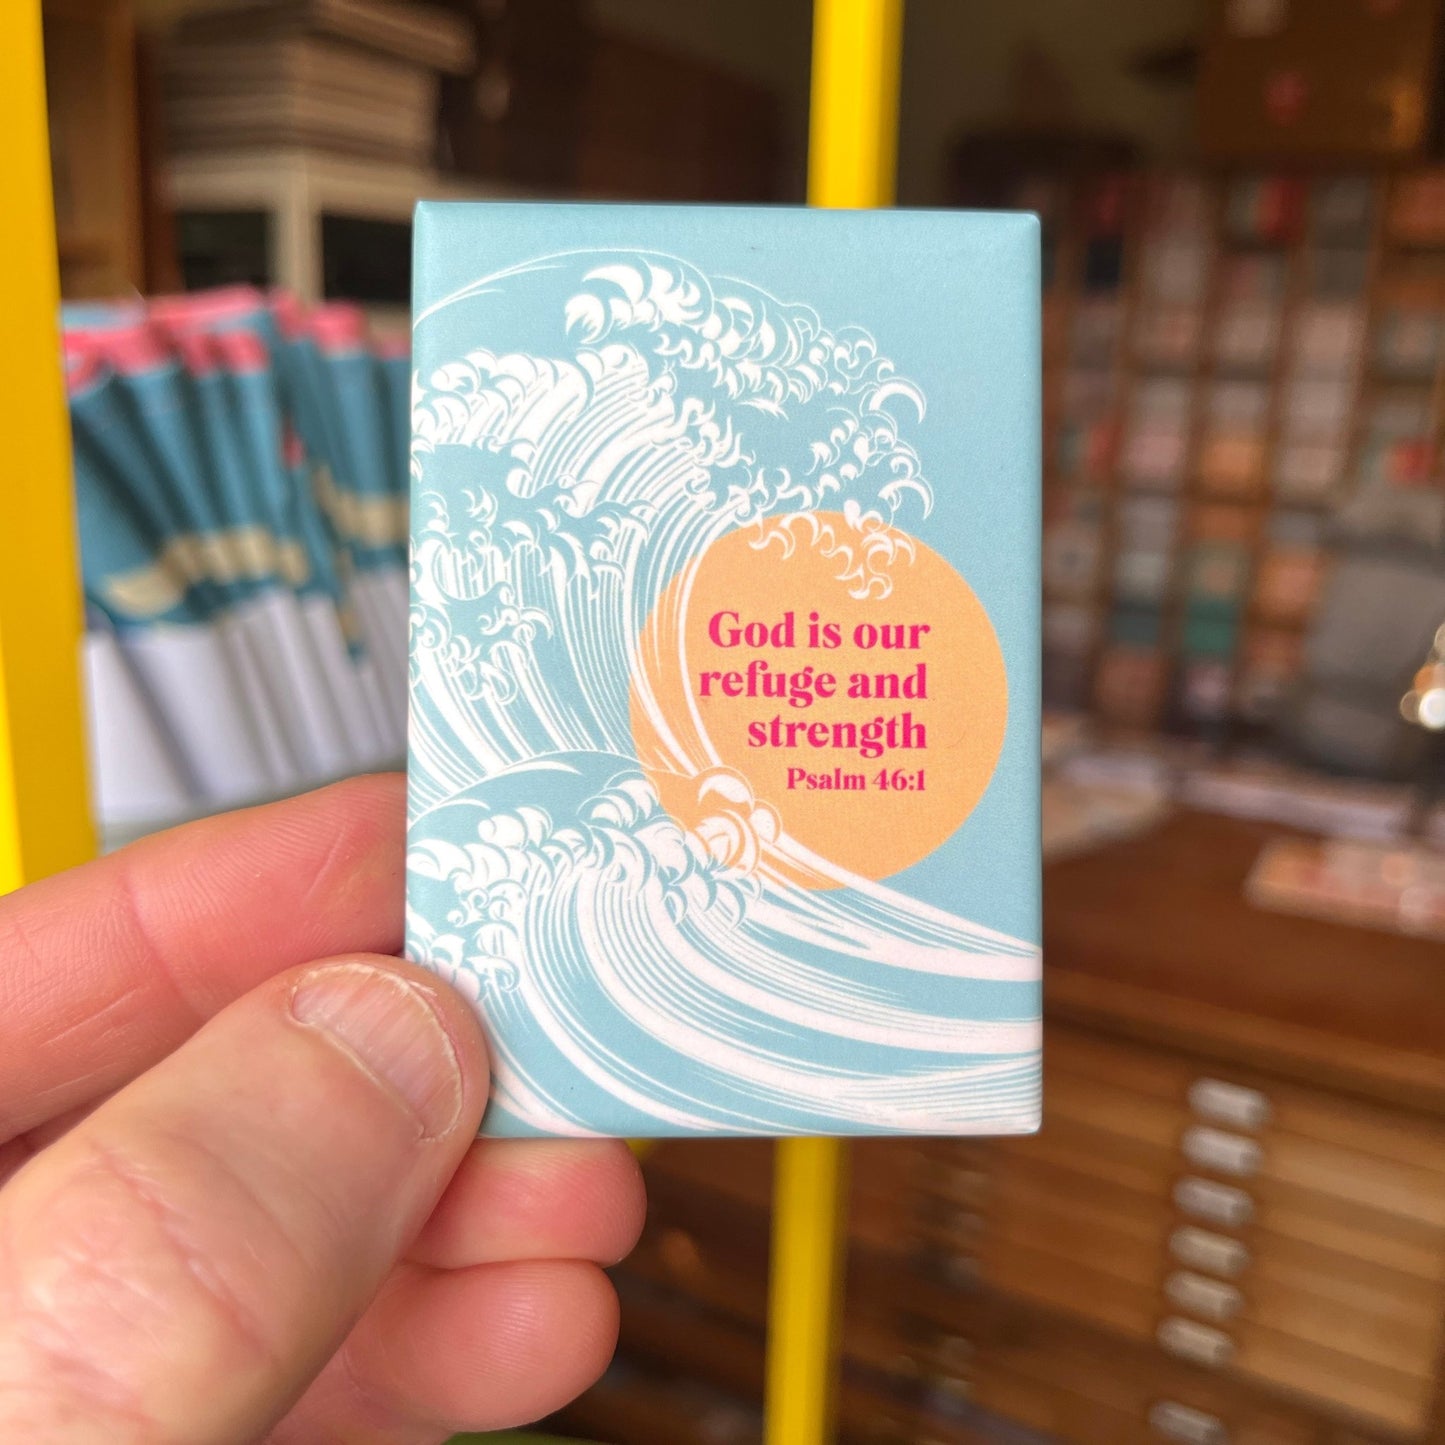 God is our
refuge and
strength
Psalm 46:1